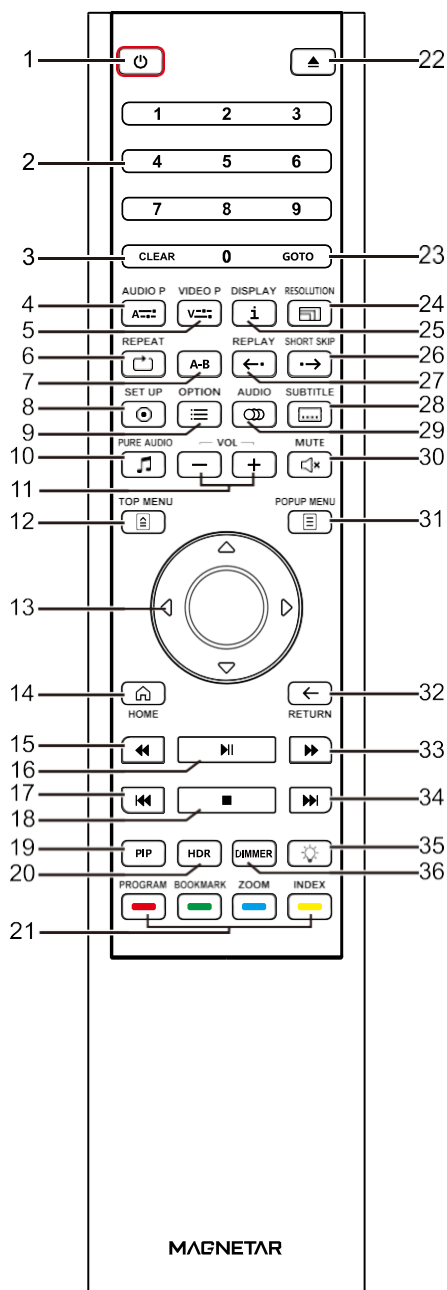 1 22
1 2 3
2 4 5 6
7 8 9
3 CLEAR 0 GOTO 23
AUDIO P VIDEO P DISPLAY RESOLUTION
4 A V i 24
5 25
REPEAT REPLAY SHORT SKIP
6 A-B 26
7 27
SET UP OPTION AUDIO SUBTITLE
8 28
9 29
PURE AUDIO VOL MUTE
10 − + 30
11
TOP MENU POPUP MENU
12 31
13
14 32
HOME RETURN
15 33
16
17 34
18
19 PIP HDR DIMMER 35
20 36
PROGRAM BOOKMARK ZOOM INDEX
21
MAGNETAR